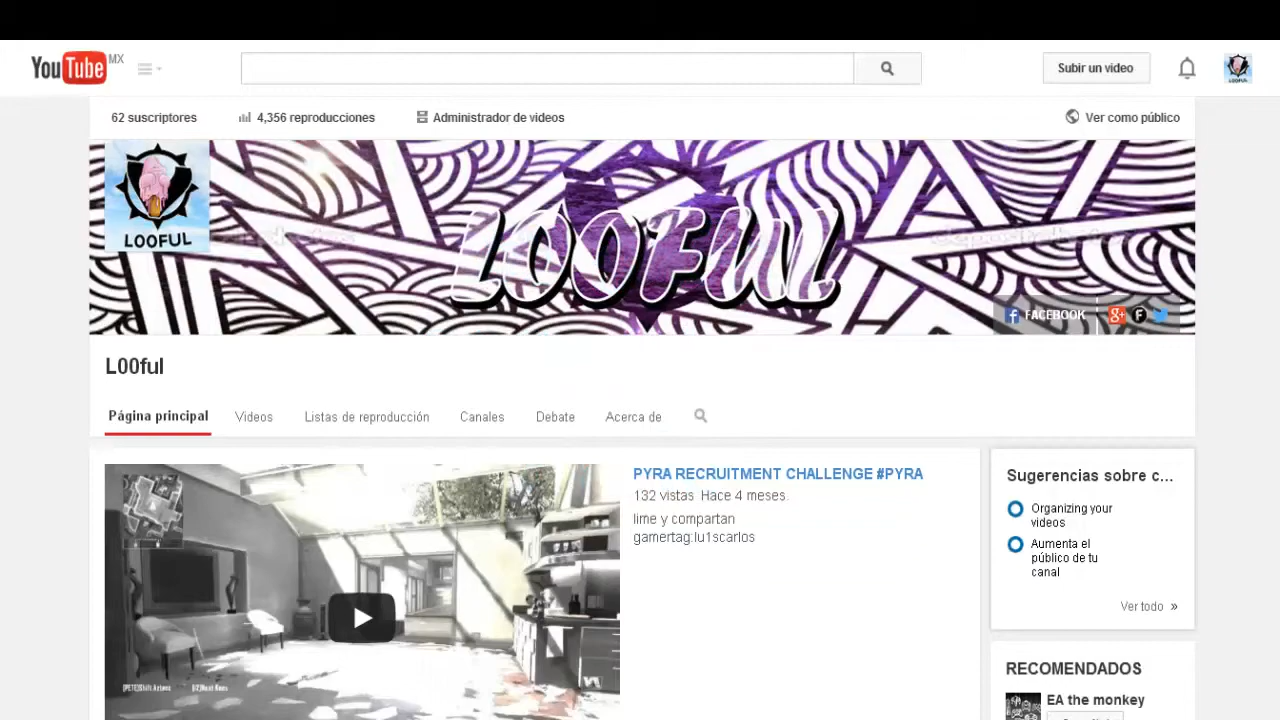 YouTube MX
Subir un video
62 suscriptores
4,356 reproducciones
Administrador de videos
Ver como público
LOOFUL
LOOFUL
FACEBOOK
L00ful
Página principal
Videos
Listas de reproducción
Canales
Debate
Acerca de
PYRA RECRUITMENT CHALLENGE #PYRA
132 vistas Hace 4 meses.
lime y compartan
gamertag:lu1scarlos
Sugerencias sobre c...
Organizing your
videos
Aumenta el
público de tu
canal
Ver todo »
RECOMENDADOS
EA the monkey